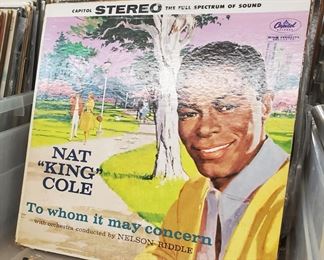 CAPITOL STEREO THE FULL SPECTRUM OF SOUND
Capitol
NAT
"KING"
COLE
To whom it may concern
with orchestra conducted by NELSON RIDDLE